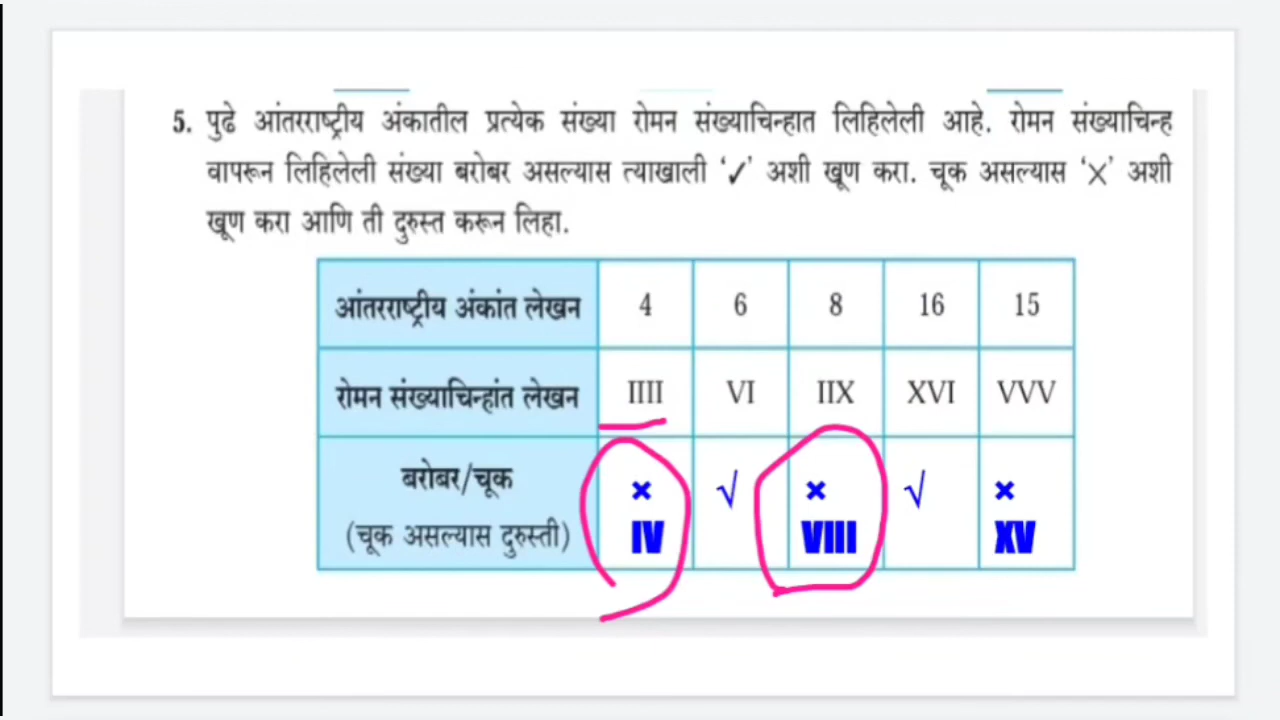 5. पुढे आंतरराष्ट्रीय अंकातील प्रत्येक संख्या रोमन संख्याचिन्हात लिहिलेली आहे. रोमन संख्याचिन्ह
वापरून लिहिलेली संख्या बरोबर असल्यास त्याखाली ‘✓’ अशी खूण करा. चूक असल्यास ‘×’ अशी
खूण करा आणि ती दुरुस्त करून लिहा.
आंतरराष्ट्रीय अंकांत लेखन 4 6 8 16 15
रोमन संख्याचिन्हांत लेखन IIII VI IIX XVI VVV
बरोबर/चूक × √ × √ ×
(चूक असल्यास दुरुस्ती) IV VIII XV